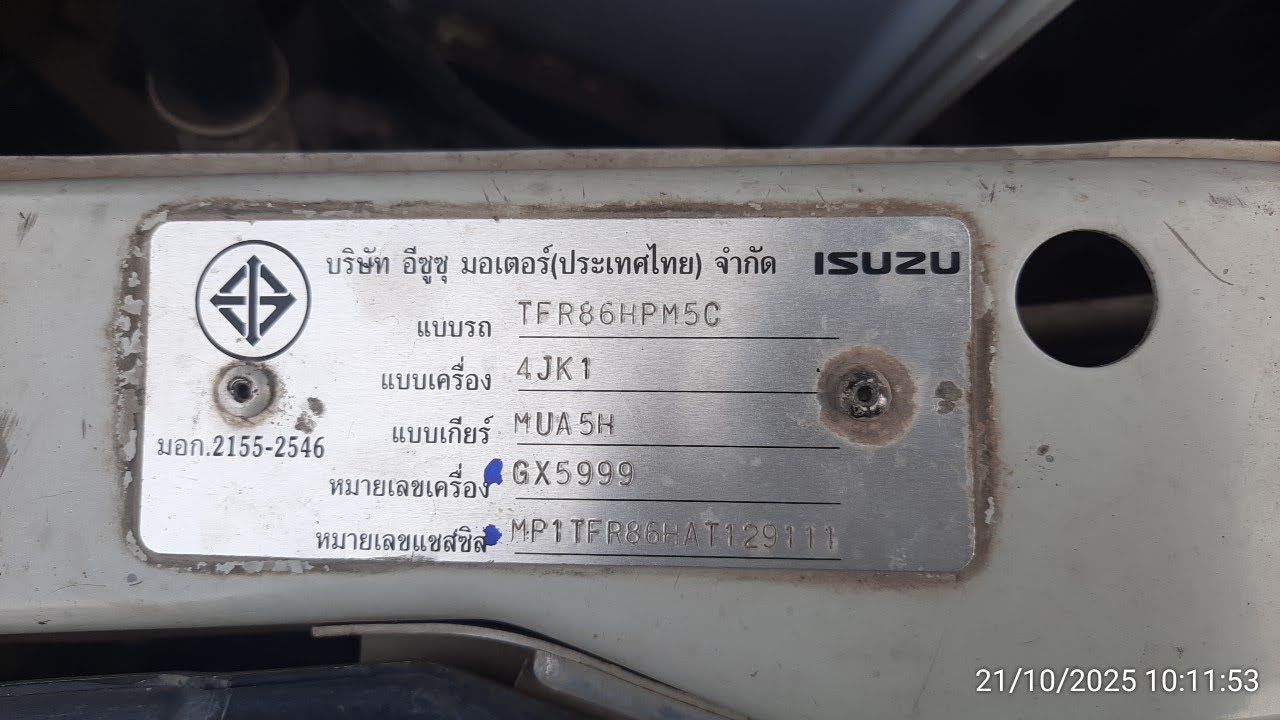 บริษัท อีซูซุ มอเตอร์(ประเทศไทย) จำกัด ISUZU
แบบรถ TFR86HPM5C
แบบเครื่อง 4JK1
แบบเกียร์ MUA5H
มอก.2155-2546
หมายเลขเครื่อง GX5999
หมายเลขแชสซีส์ MP1TFR86HAT129111
21/10/2025 10:11:53